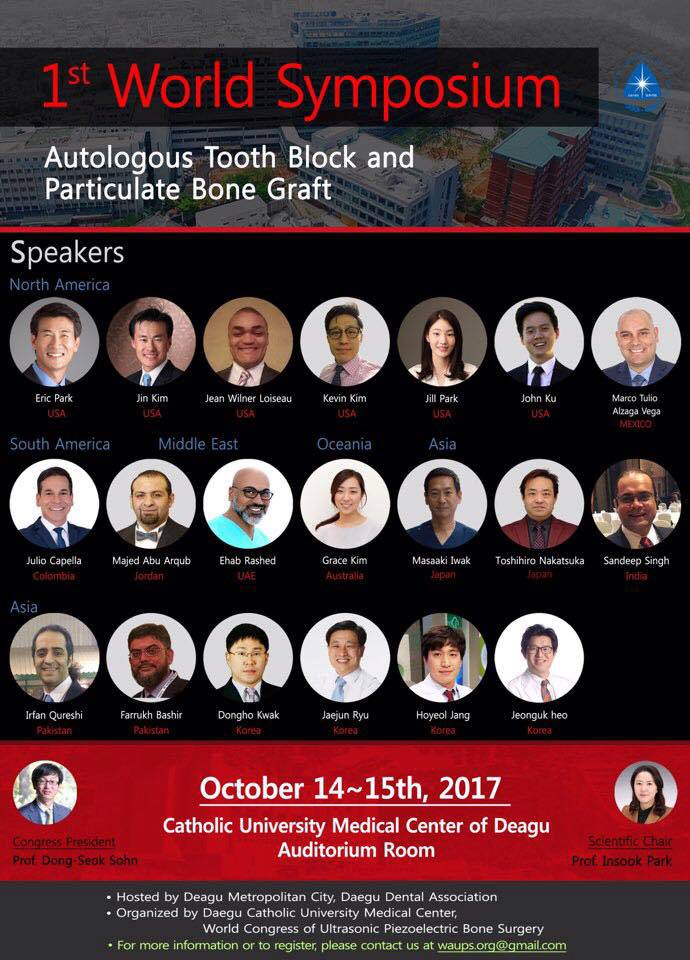 1st World Symposium
Autologous Tooth Block and
Particulate Bone Graft
Speakers
North America
Eric Park
USA
Jin Kim
USA
Jean Wilner Loiseau
USA
Kevin Kim
USA
Jill Park
USA
John Ku
USA
Marco Tulio
Alzaga Vega
MEXICO
South America
Middle East
Oceania
Asia
Julio Capella
Colombia
Majed Abu Arqub
Jordan
Ehab Rashed
UAE
Grace Kim
Australia
Masaaki Iwak
Japan
Toshihiro Nakatsuka
Japan
Sandeep Singh
India
Asia
Irfan Qureshi
Pakistan
Farrukh Bashir
Pakistan
Dongho Kwak
Korea
Jaejun Ryu
Korea
Hoyeol Jang
Korea
Jeonguk heo
Korea
October 14~15th, 2017
Catholic University Medical Center of Deagu
Auditorium Room
Congress President
Prof. Dong-Seok Sohn
Scientific Chair
Prof. Insook Park
• Hosted by Deagu Metropolitan City, Daegu Dental Association
• Organized by Daegu Catholic University Medical Center,
World Congress of Ultrasonic Piezoelectric Bone Surgery
• For more information or to register, please contact us at waups.org@gmail.com